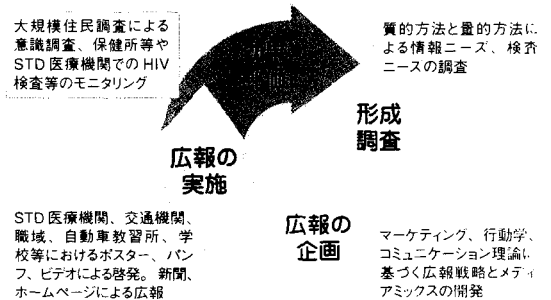 大規模住民調査による
意識調査、保健所等や
STD医療機関でのHIV
検査等のモニタリング
質的方法と量的方法に
よる情報ニーズ、検査
ニースの調査
形成
調査
広報の
実施
広報の
企画
STD医療機関、交通機関、
職域、自動車教習所、学
校等におけるポスター、パン
フ、ビデオによる啓発。新聞、
ホームページによる広報
マーケティング、行動学、
コミュニケーション理論に
基づく広報戦略とメディ
アミックスの開発